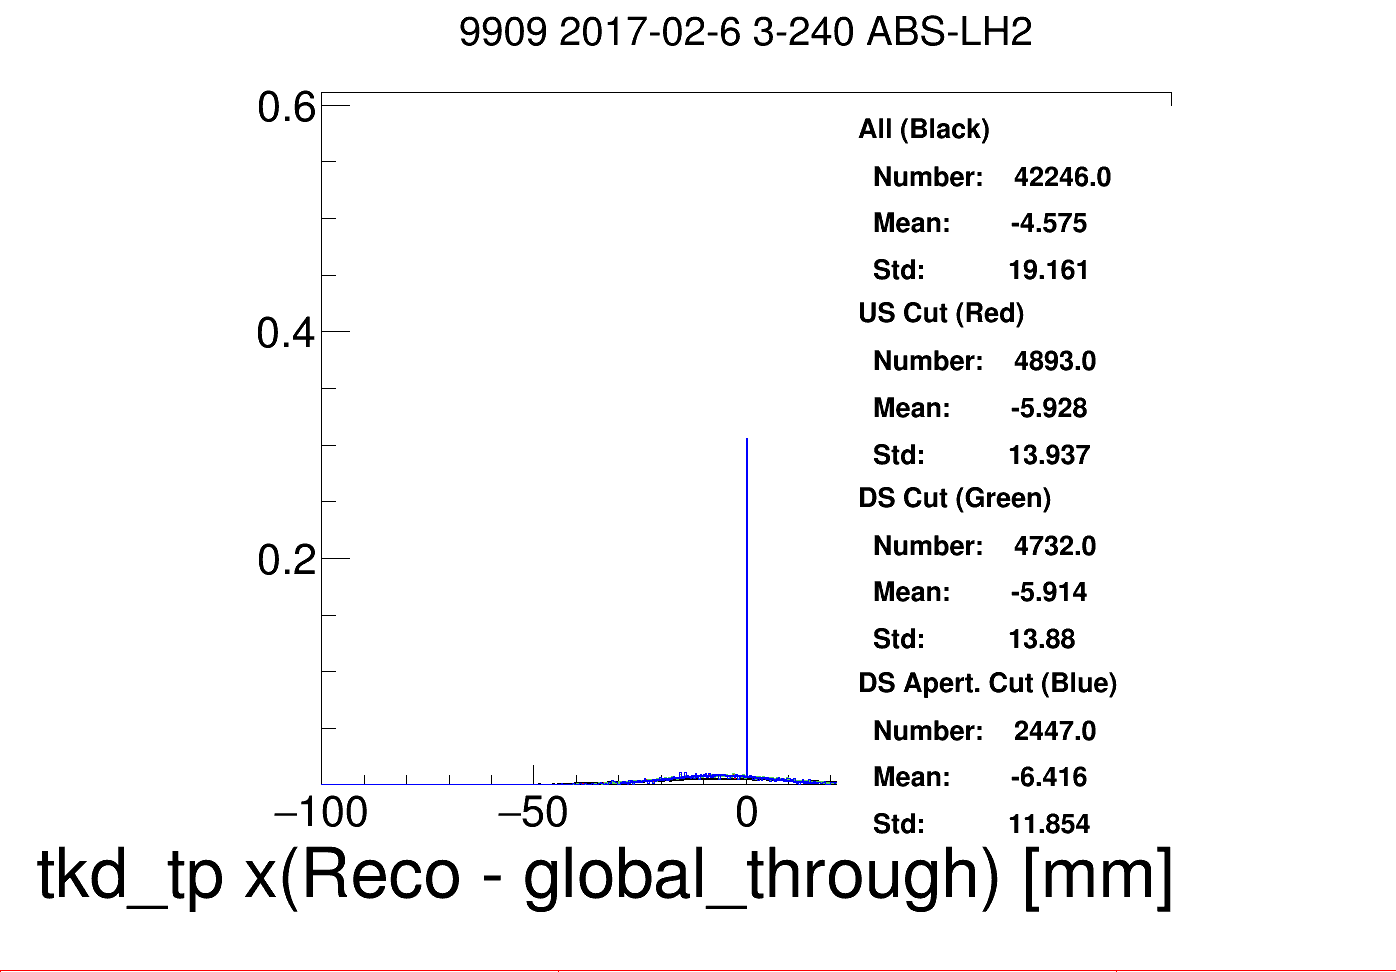 9909 2017-02-6 3-240 ABS-LH2
0.6
0.4
0.2
All (Black)
Number: 42246.0
Mean: -4.575
Std: 19.161
US Cut (Red)
Number: 4893.0
Mean: -5.928
Std: 13.937
DS Cut (Green)
Number: 4732.0
Mean: -5.914
Std: 13.88
DS Apert. Cut (Blue)
Number: 2447.0
Mean: -6.416
Std: 11.854
−100 −50 0
tkd_tp x(Reco - global_through) [mm]